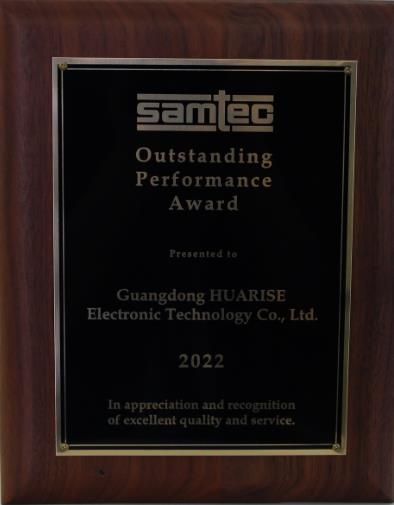 samtec
Outstanding
Performance
Award
Presented to
Guangdong HUARISE
Electronic Technology Co., Ltd.
2022
In appreciation and recognition
of excellent quality and service.